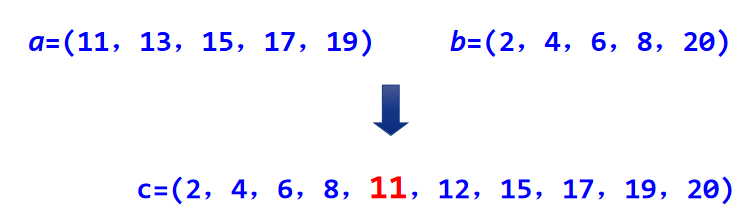 a=(11, 13, 15, 17, 19) b=(2, 4, 6, 8, 20)
c=(2, 4, 6, 8, 11, 12, 15, 17, 19, 20)